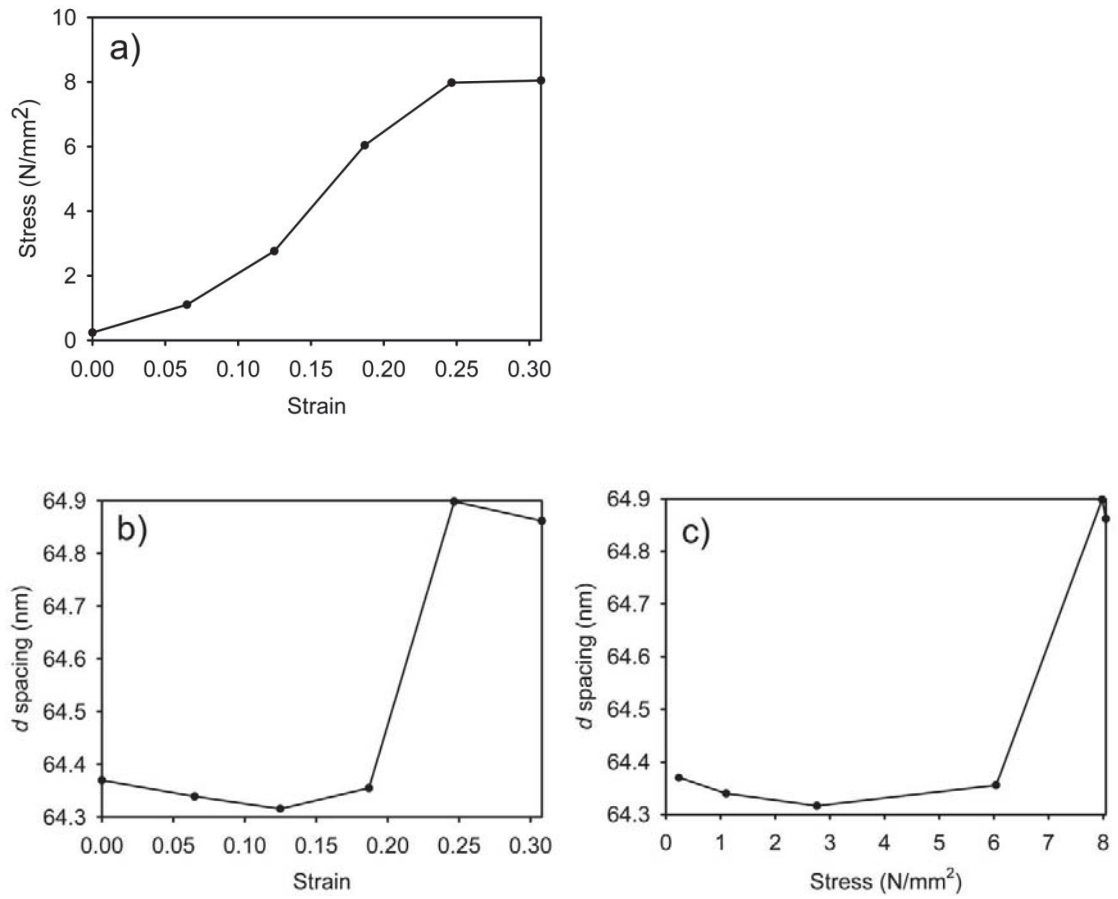 a)
10
8
6
4
2
0
Stress (N/mm²)
0.00 0.05 0.10 0.15 0.20 0.25 0.30
Strain
b)
64.9
64.8
64.7
64.6
64.5
64.4
64.3
d spacing (nm)
0.00 0.05 0.10 0.15 0.20 0.25 0.30
Strain
c)
64.9
64.8
64.7
64.6
64.5
64.4
64.3
d spacing (nm)
0 1 2 3 4 5 6 7 8
Stress (N/mm²)